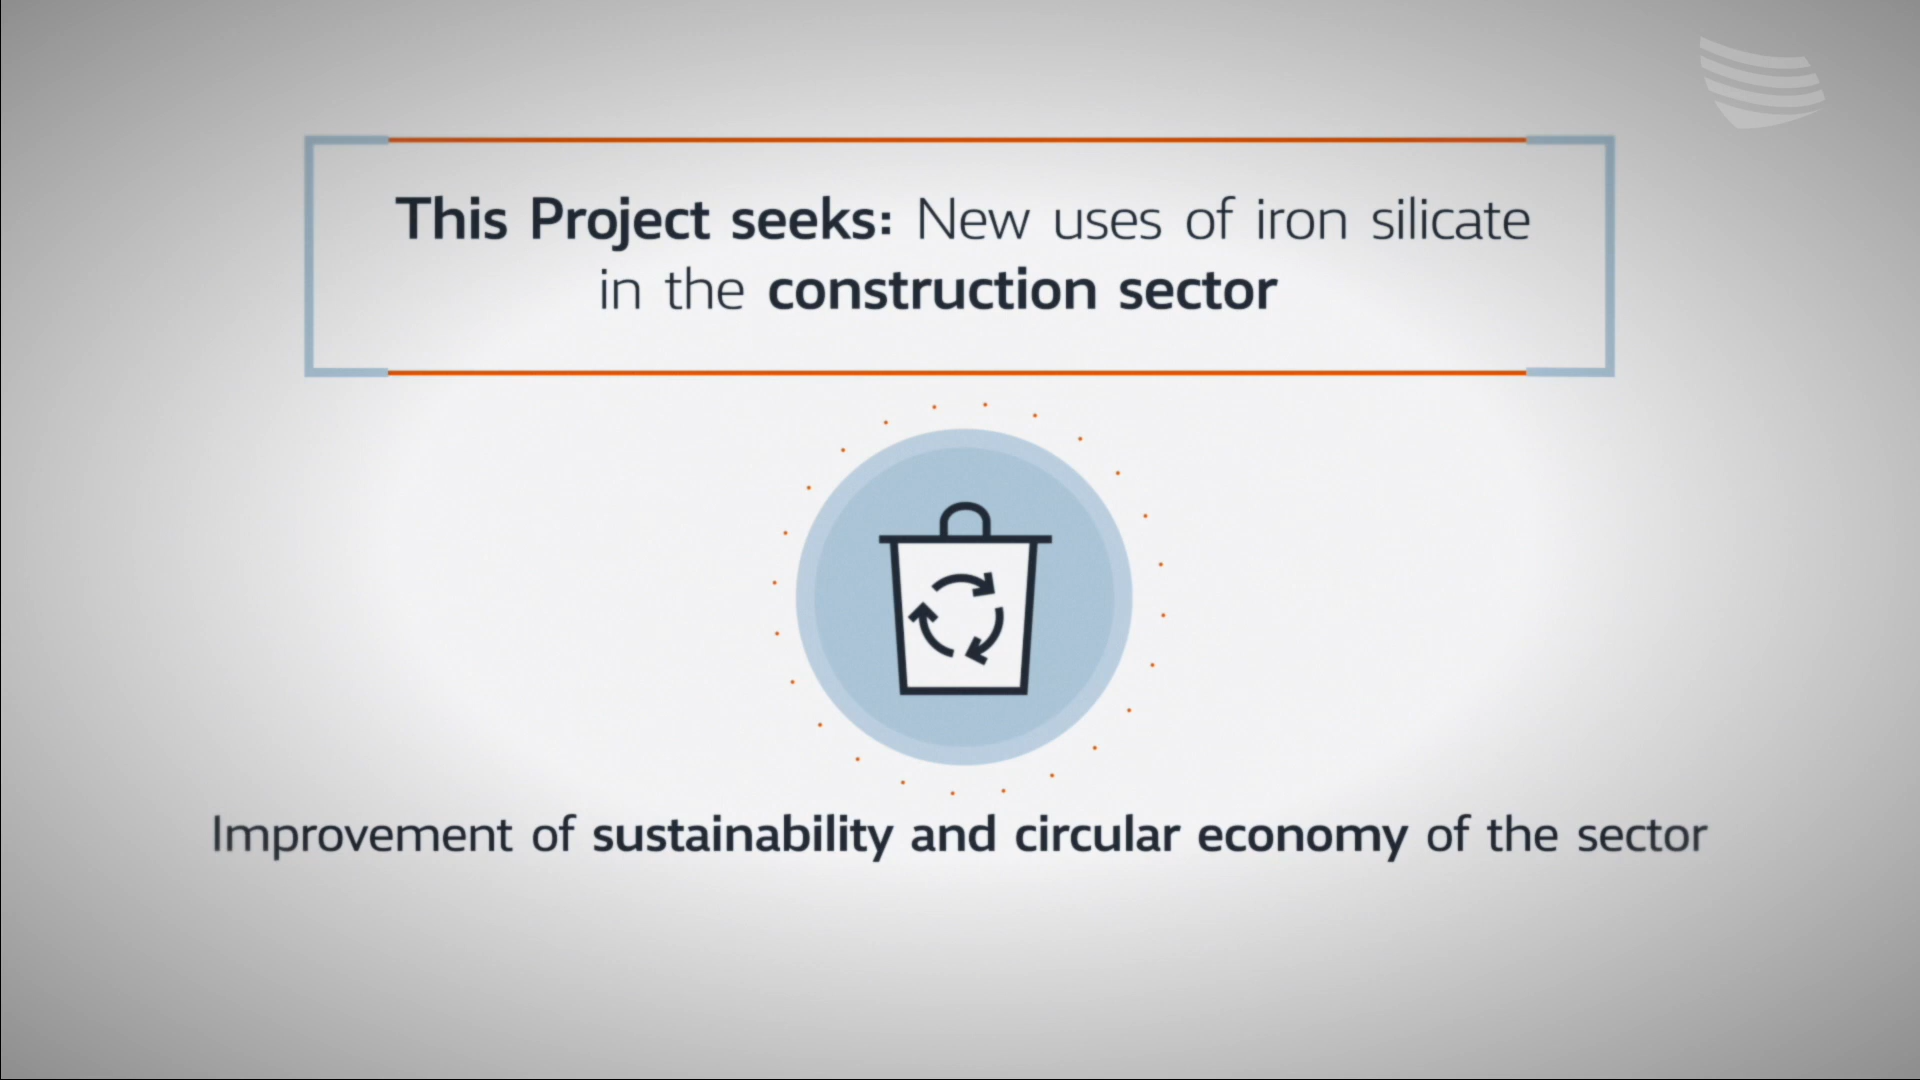 This Project seeks: New uses of iron silicate
in the construction sector
Improvement of sustainability and circular economy of the sector